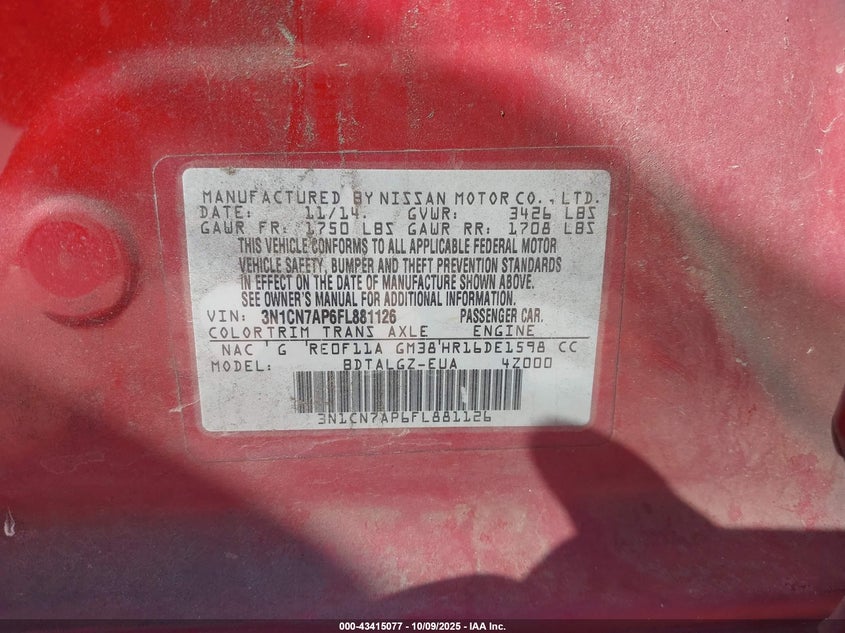 MANUFACTURED BY NISSAN MOTOR CO., LTD.
DATE: 11/14. GVWR: 3426 LBS
GAWR FR: 1750 LBS GAWR RR: 1708 LBS
THIS VEHICLE CONFORMS TO ALL APPLICABLE FEDERAL MOTOR
VEHICLE SAFETY, BUMPER AND THEFT PREVENTION STANDARDS
IN EFFECT ON THE DATE OF MANUFACTURE SHOWN ABOVE.
SEE OWNER'S MANUAL FOR ADDITIONAL INFORMATION.
VIN: 3N1CN7AP6FL881126 PASSENGER CAR.
COLOR TRIM TRANS AXLE ENGINE
NAC ' G 'RE0F11A GM38'HR16DE1598 CC
MODEL: BDTALGZ-EUA 4Z000
3N1CN7AP6FL881126
000-43415077 - 10/09/2025 - IAA Inc.